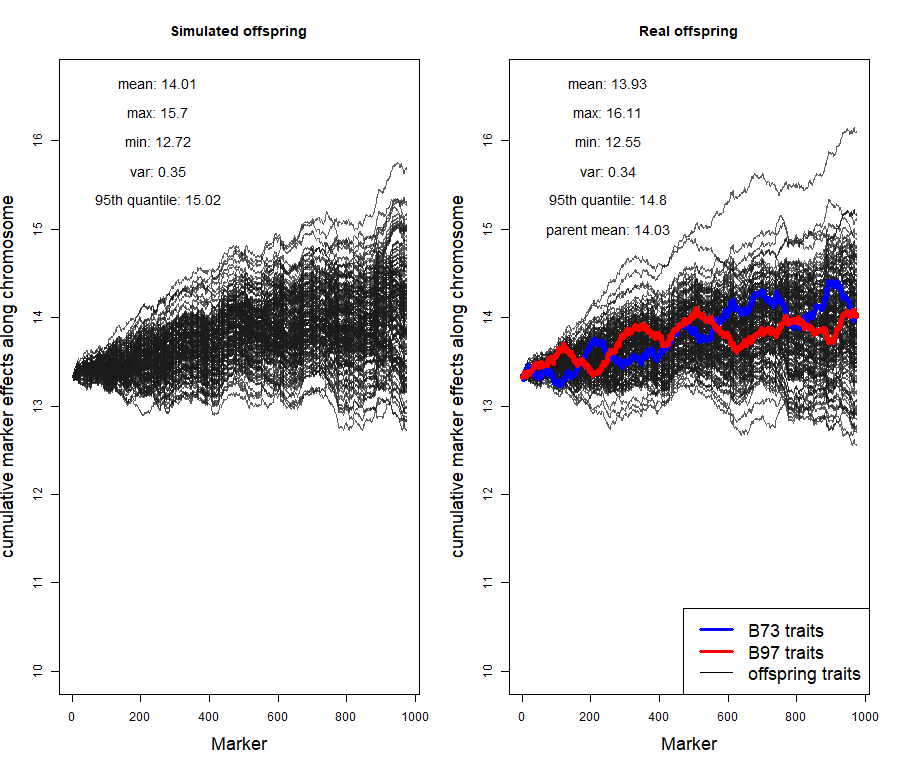 Simulated offspring
mean: 14.01
max: 15.7
min: 12.72
var: 0.35
95th quantile: 15.02
cumulative marker effects along chromosome
16
15
14
13
12
11
10
0 200 400 600 800 1000
Marker
Real offspring
mean: 13.93
max: 16.11
min: 12.55
var: 0.34
95th quantile: 14.8
parent mean: 14.03
cumulative marker effects along chromosome
16
15
14
13
12
11
10
B73 traits
B97 traits
offspring traits
0 200 400 600 800 1000
Marker